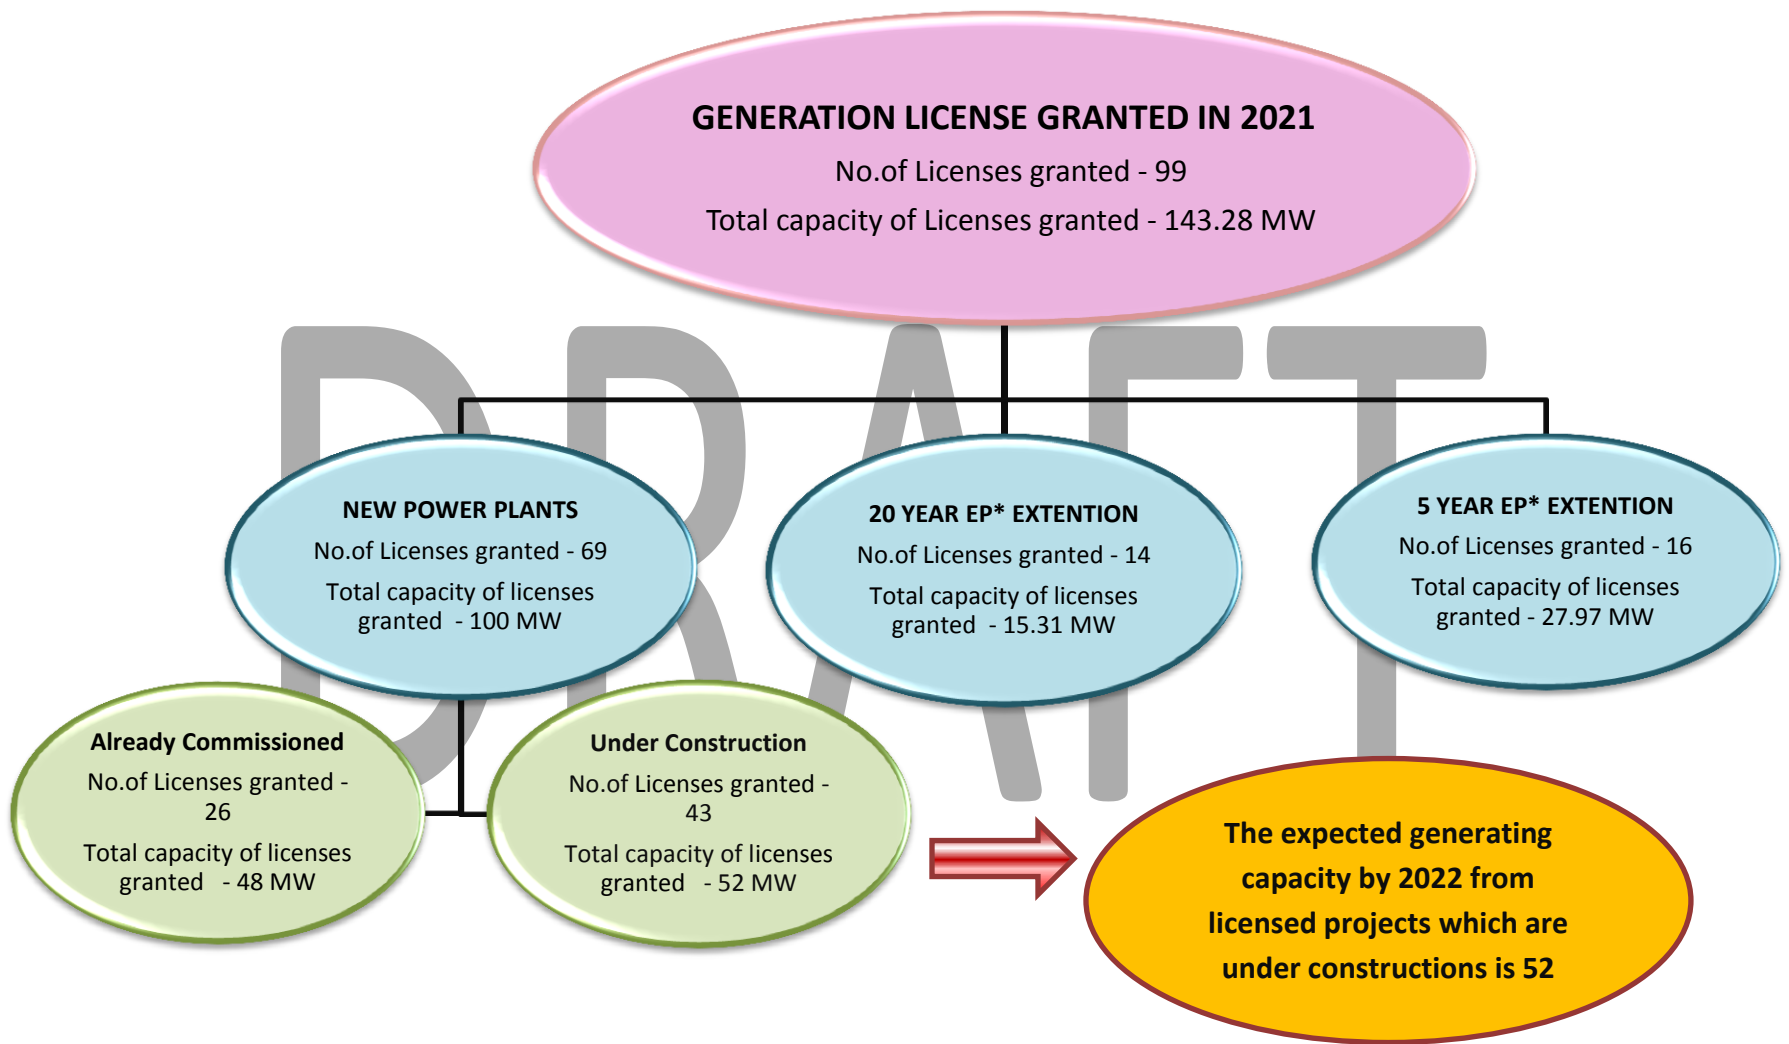 GENERATION LICENSE GRANTED IN 2021
No.of Licenses granted - 99
Total capacity of Licenses granted - 143.28 MW
DRAFT
NEW POWER PLANTS
No.of Licenses granted - 69
Total capacity of licenses
granted - 100 MW
20 YEAR EP* EXTENTION
No.of Licenses granted - 14
Total capacity of licenses
granted - 15.31 MW
5 YEAR EP* EXTENTION
No.of Licenses granted - 16
Total capacity of licenses
granted - 27.97 MW
Already Commissioned
No.of Licenses granted -
26
Total capacity of licenses
granted - 48 MW
Under Construction
No.of Licenses granted -
43
Total capacity of licenses
granted - 52 MW
The expected generating
capacity by 2022 from
licensed projects which are
under constructions is 52